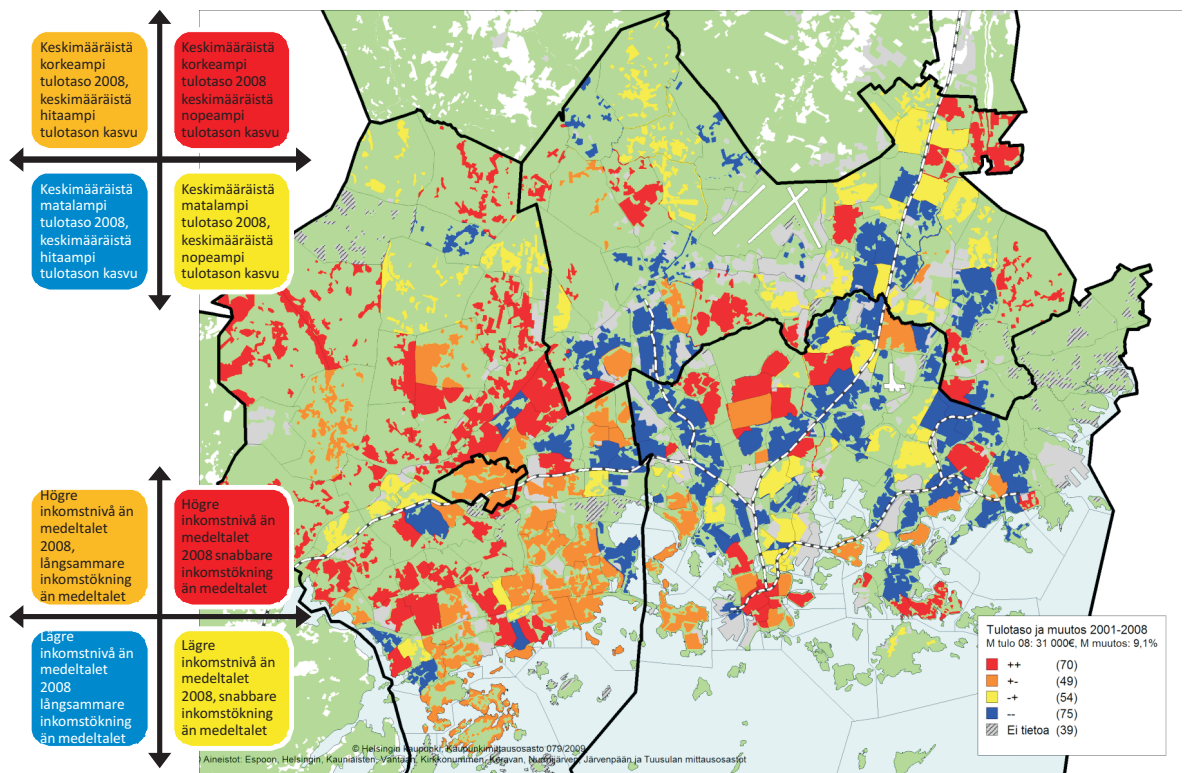 Keskimääräistä
korkeampi
tulotaso 2008,
keskimääräistä
hitaampi
tulotason kasvu
Keskimääräistä
korkeampi
tulotaso 2008
keskimääräistä
nopeampi
tulotason kasvu
Keskimääräistä
matalampi
tulotaso 2008,
keskimääräistä
hitaampi
tulotason kasvu
Keskimääräistä
matalampi
tulotaso 2008,
keskimääräistä
nopeampi
tulotason kasvu
Högre
inkomstnivå än
medeltalet
2008,
långsammare
inkomstökning
än medeltalet
Högre
inkomstnivå än
medeltalet
2008 snabbare
inkomstökning
än medeltalet
Lägre
inkomstnivå än
medeltalet
2008
långsammare
inkomstökning
än medeltalet
Lägre
inkomstnivå än
medeltalet
2008, snabbare
inkomstökning
än medeltalet
Tulotaso ja muutos 2001-2008
M tulo 08: 31 000€, M muutos: 9,1%
++ (70)
+- (49)
-+ (54)
-- (75)
Ei tietoa (39)
© Helsingin kaupunki, Kaupunkimittausosasto 079/2009
Aineistot: Espoon, Helsingin, Kauniaisten, Vantaan, Kirkkonummen, Keravan, Nurmijärven, Järvenpään ja Tuusulan mittausosastot